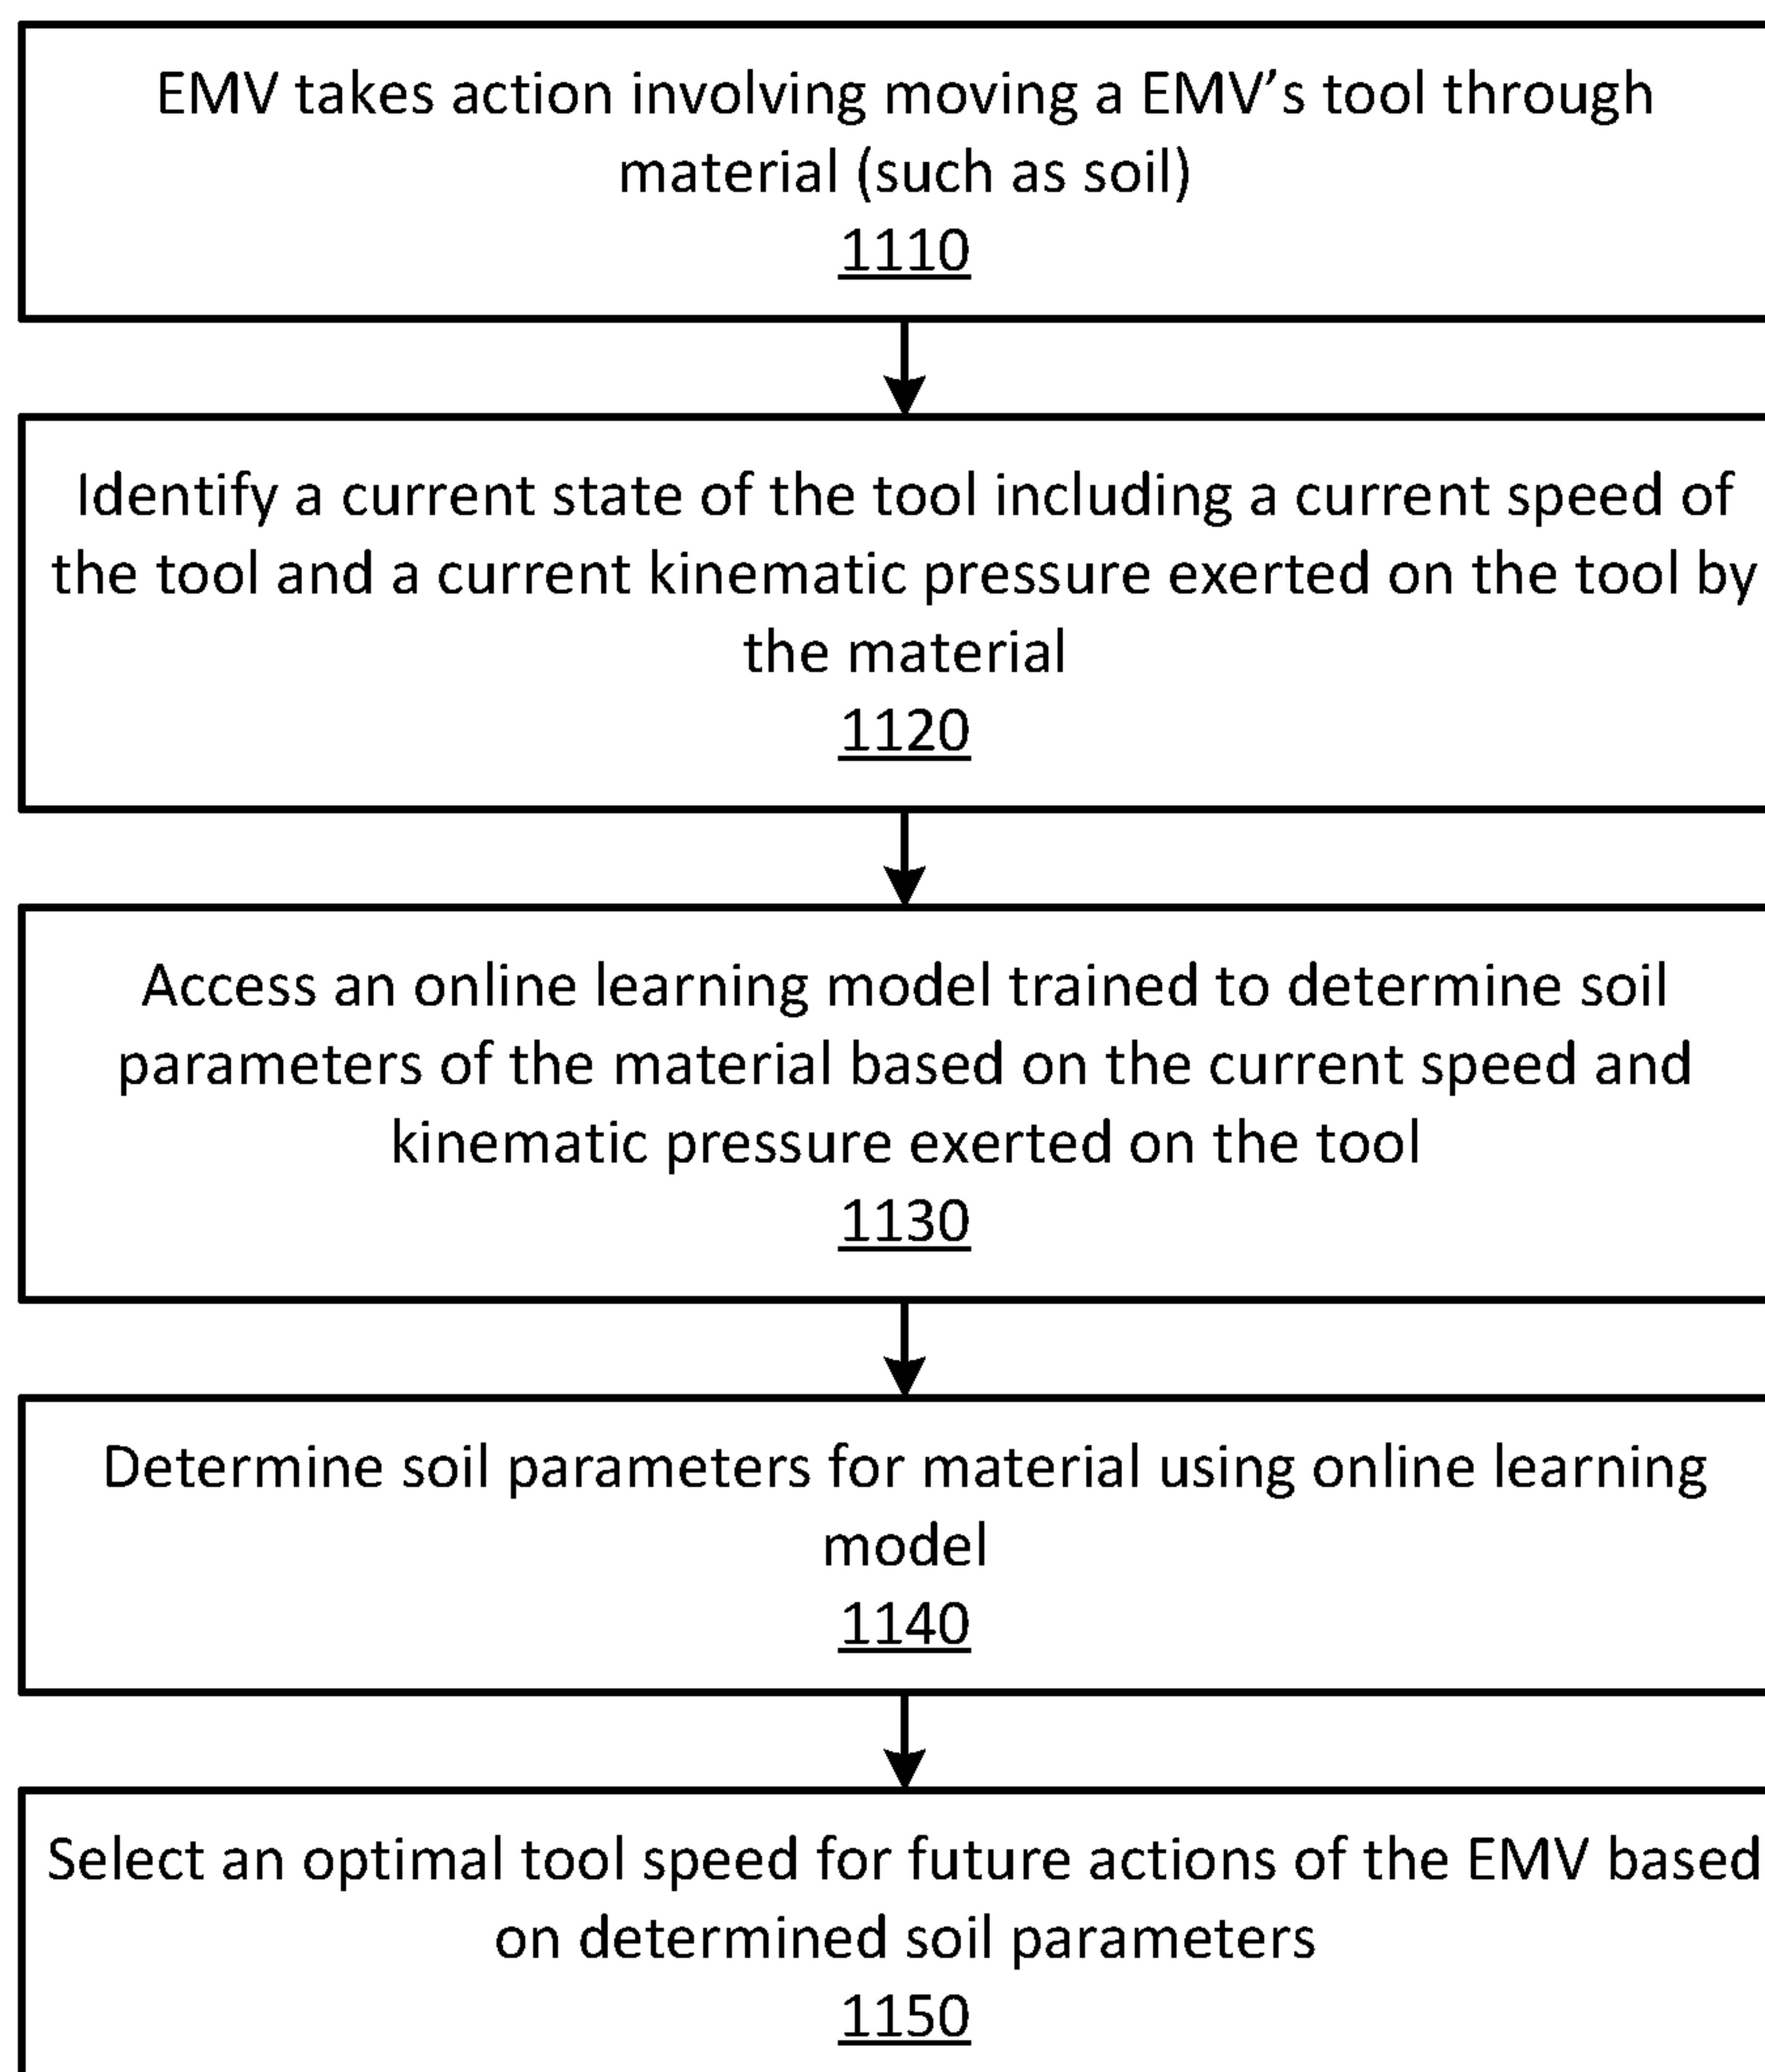 EMV takes action involving moving a EMV’s tool through
material (such as soil)
1110
Identify a current state of the tool including a current speed of
the tool and a current kinematic pressure exerted on the tool by
the material
1120
Access an online learning model trained to determine soil
parameters of the material based on the current speed and
kinematic pressure exerted on the tool
1130
Determine soil parameters for material using online learning
model
1140
Select an optimal tool speed for future actions of the EMV based
on determined soil parameters
1150